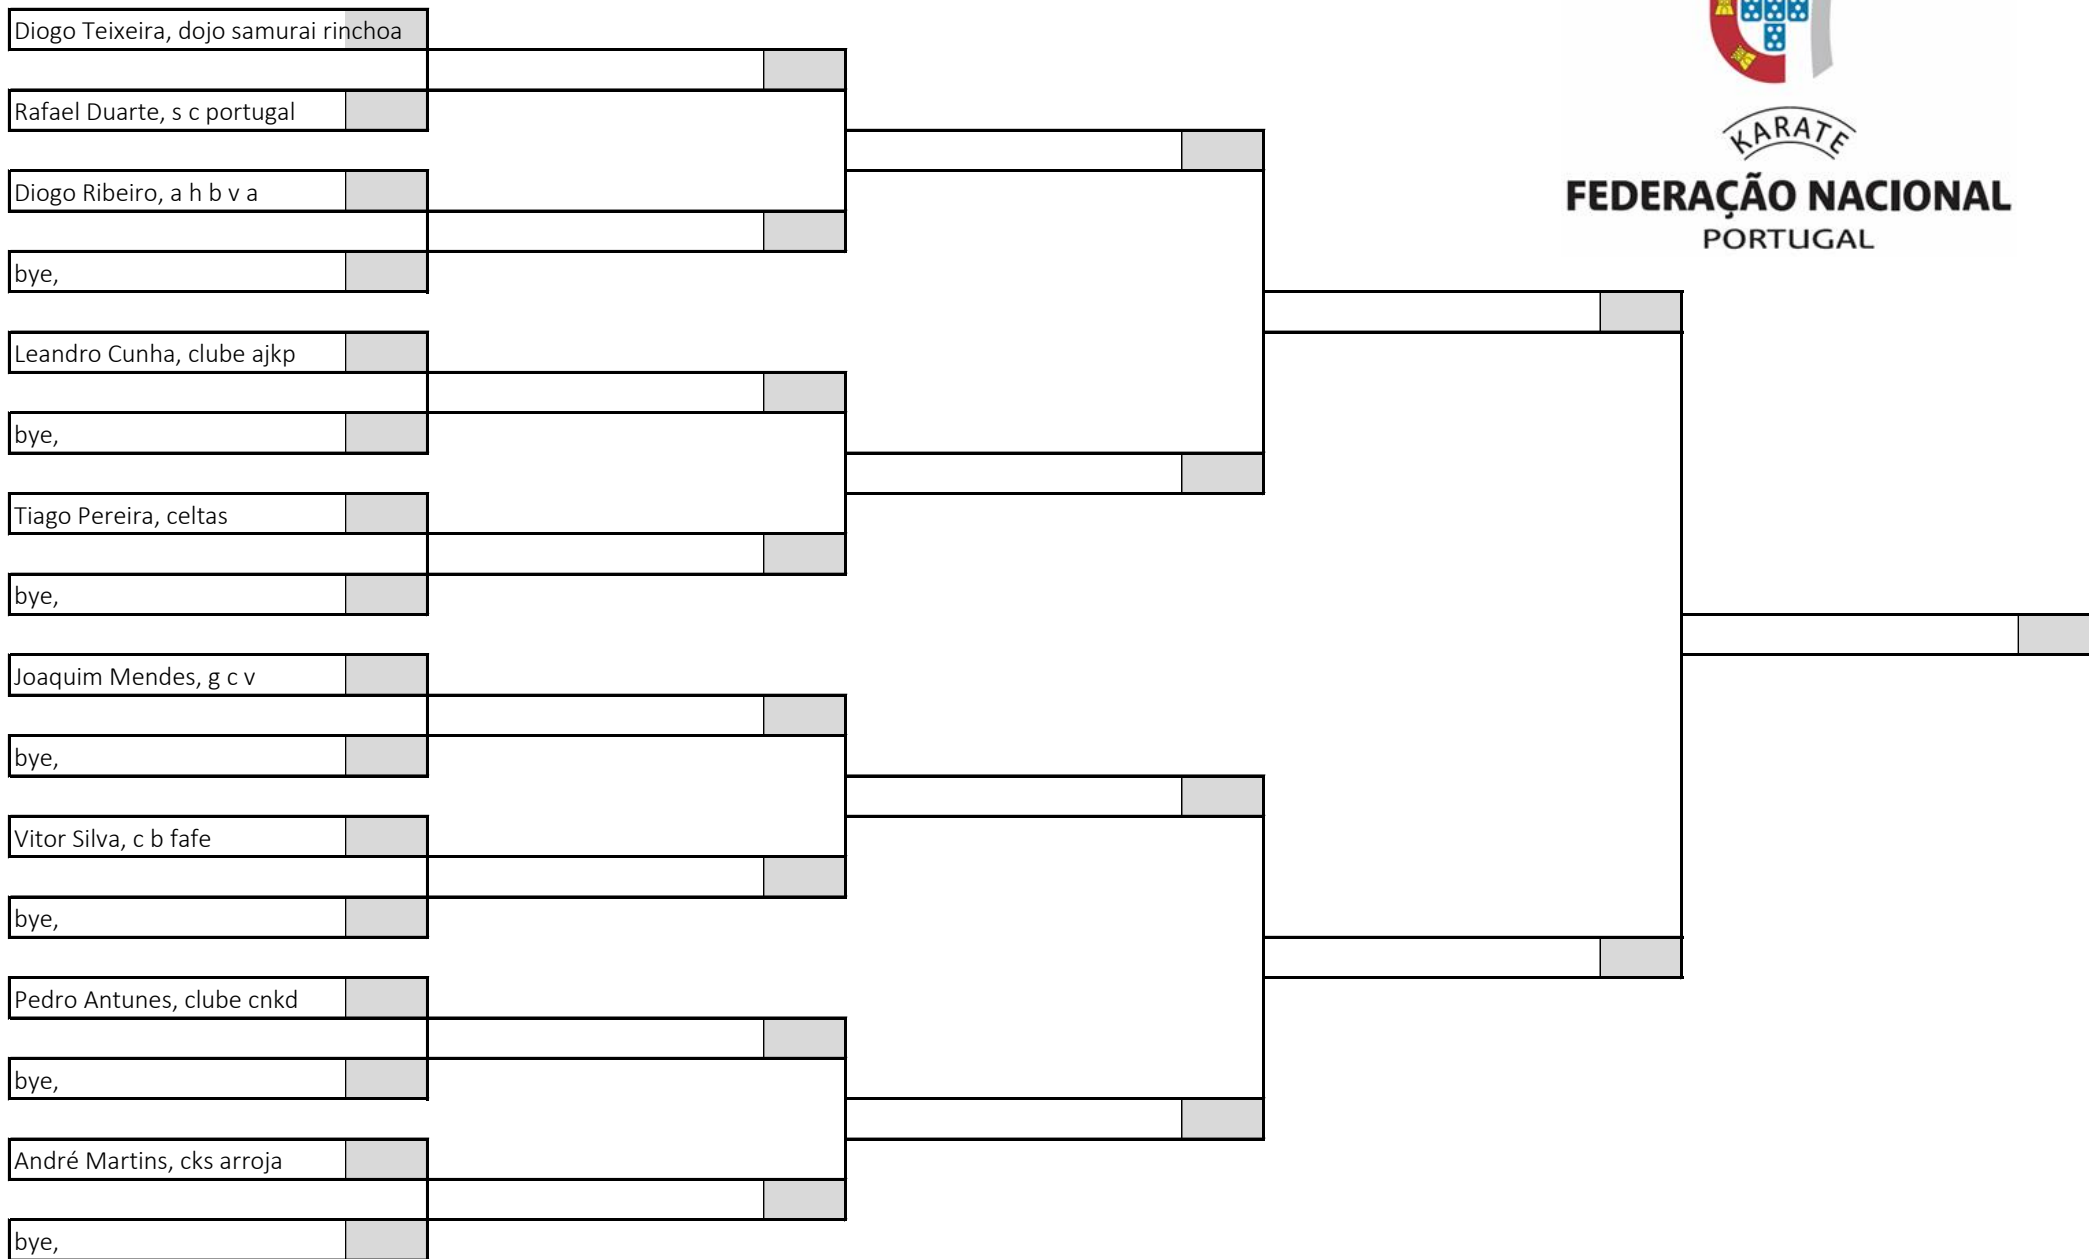 Diogo Teixeira, dojo samurai rinchoa
Rafael Duarte, s c portugal
KARATE
FEDERAÇÃO NACIONAL
PORTUGAL
Diogo Ribeiro, a h b v a
bye,
Leandro Cunha, clube ajkp
bye,
Tiago Pereira, celtas
bye,
Joaquim Mendes, g c v
bye,
Vitor Silva, c b fafe
bye,
Pedro Antunes, clube cnkd
bye,
André Martins, cks arroja
bye,